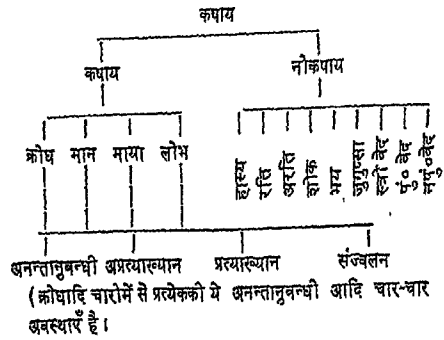 कषाय
कषाय नोकषाय
क्रोध मान माया लोभ हास्य रति अरति शोक भय जुगुप्सा स्त्री वेद पु० वेद नपुं०वेद
अनन्तानुबन्धी अप्रत्याख्यान प्रत्याख्यान संज्वलन
(क्रोधादि चारोमें से प्रत्येककी ये अनन्तानुबन्धी आदि चार-चार
अवस्थाएँ है।